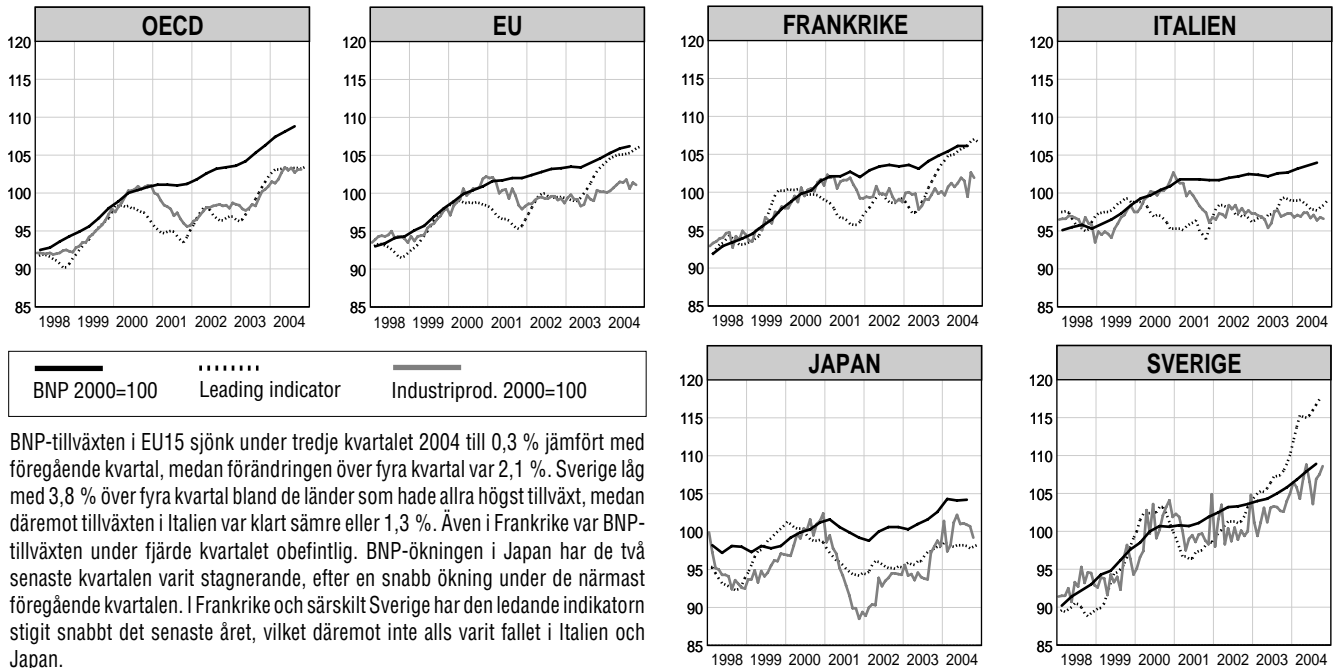 OECD
120
115
110
105
100
95
90
85
1998 1999 2000 2001 2002 2003 2004
EU
120
115
110
105
100
95
90
85
1998 1999 2000 2001 2002 2003 2004
FRANKRIKE
120
115
110
105
100
95
90
85
1998 1999 2000 2001 2002 2003 2004
ITALIEN
120
115
110
105
100
95
90
85
1998 1999 2000 2001 2002 2003 2004
BNP 2000=100 Leading indicator Industriprod. 2000=100
BNP-tillväxten i EU15 sjönk under tredje kvartalet 2004 till 0,3 % jämfört med
föregående kvartal, medan förändringen över fyra kvartal var 2,1 %. Sverige låg
med 3,8 % över fyra kvartal bland de länder som hade allra högst tillväxt, medan
däremot tillväxten i Italien var klart sämre eller 1,3 %. Även i Frankrike var BNP-
tillväxten under fjärde kvartalet obefintlig. BNP-ökningen i Japan har de två
senaste kvartalen varit stagnerande, efter en snabb ökning under de närmast
föregående kvartalen. I Frankrike och särskilt Sverige har den ledande indikatorn
stigit snabbt det senaste året, vilket däremot inte alls varit fallet i Italien och
Japan.
JAPAN
120
115
110
105
100
95
90
85
1998 1999 2000 2001 2002 2003 2004
SVERIGE
120
115
110
105
100
95
90
85
1998 1999 2000 2001 2002 2003 2004